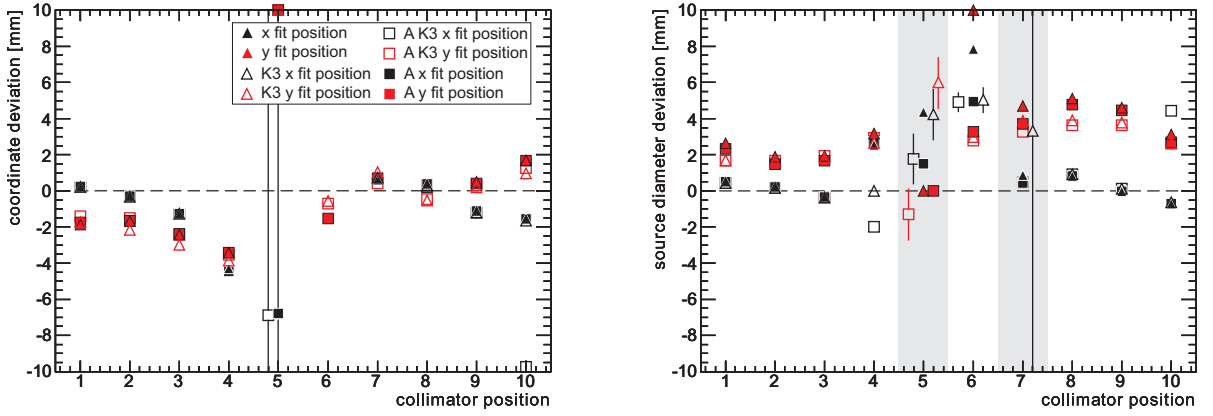 coordinate deviation [mm]
10
8
6
4
2
0
-2
-4
-6
-8
-10
x fit position
y fit position
K3 x fit position
K3 y fit position
A K3 x fit position
A K3 y fit position
A x fit position
A y fit position
1 2 3 4 5 6 7 8 9 10
collimator position
source diameter deviation [mm]
10
8
6
4
2
0
-2
-4
-6
-8
-10
1 2 3 4 5 6 7 8 9 10
collimator position